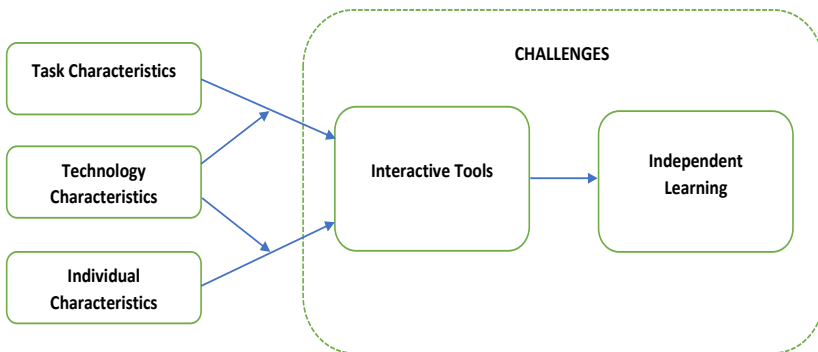 CHALLENGES
Task Characteristics
Technology
Characteristics
Individual
Characteristics
Interactive Tools
Independent
Learning